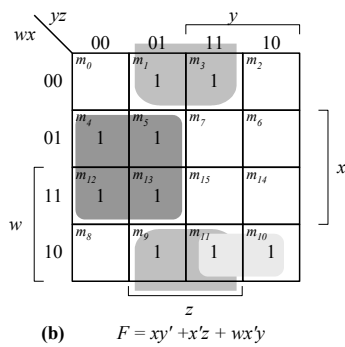 yz
y
wx
00 01 11 10
m₀ m₁ m₃ m₂
00 1 1
m₄ m₅ m₇ m₆
01 1 1 x
m₁₂ m₁₃ m₁₅ m₁₄
11 1 1
w
m₈ m₉ m₁₁ m₁₀
10 1 1 1
z
(b) F = xy′ +x′z + wx′y